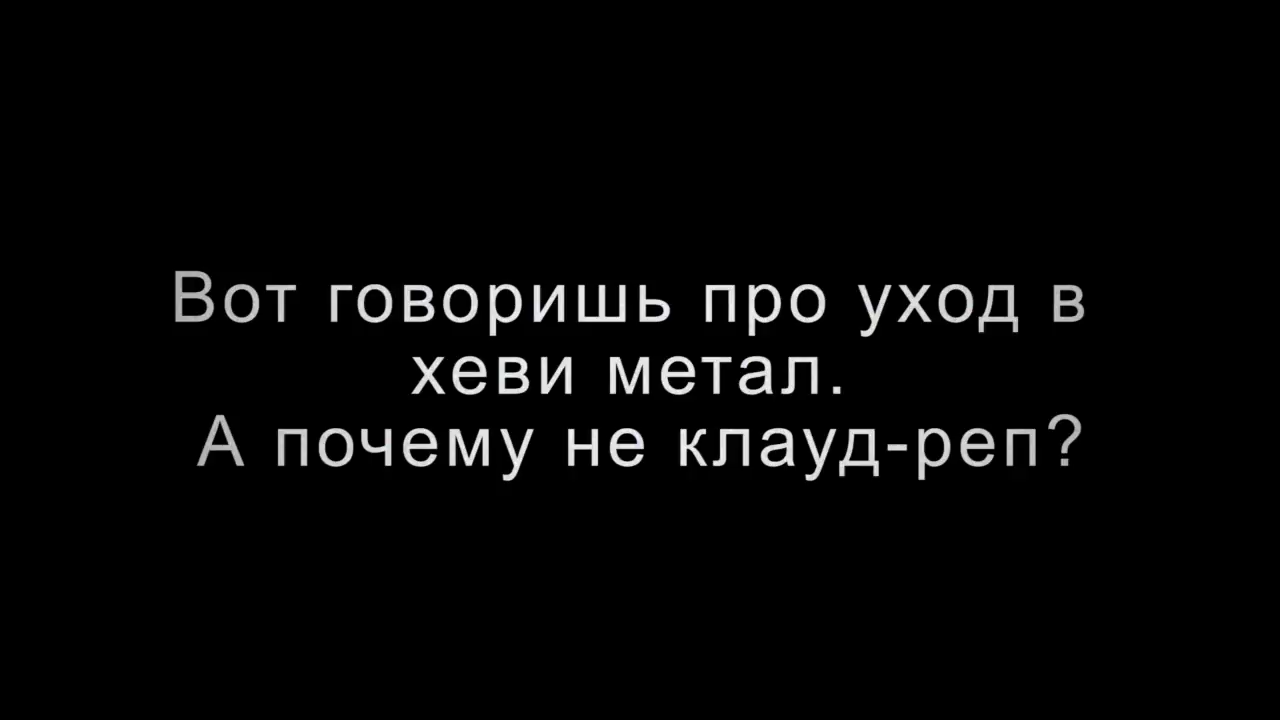 Вот говоришь про уход в
хеви метал.
А почему не клауд-реп?